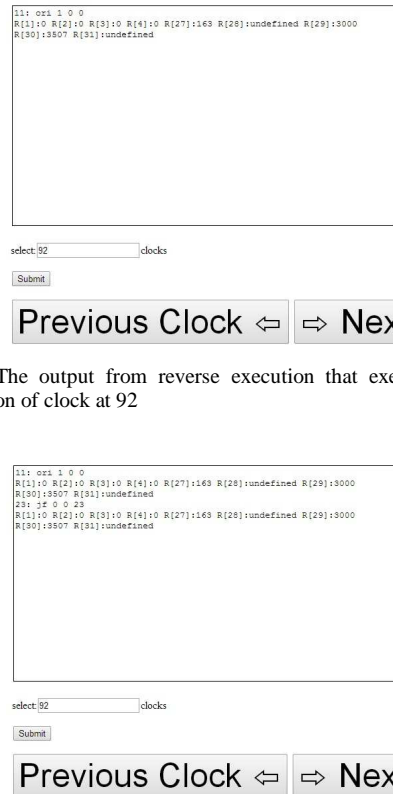 11: ori 1 0 0
R[1]:0 R[2]:0 R[3]:0 R[4]:0 R[27]:163 R[28]:undefined R[29]:3000
R[30]:3507 R[31]:undefined
select: 92 clocks
Submit
Previous Clock ⇦ ⇨ Nex
The output from reverse execution that exe
on of clock at 92
11: ori 1 0 0
R[1]:0 R[2]:0 R[3]:0 R[4]:0 R[27]:163 R[28]:undefined R[29]:3000
R[30]:3507 R[31]:undefined
23: jf 0 0 23
R[1]:0 R[2]:0 R[3]:0 R[4]:0 R[27]:163 R[28]:undefined R[29]:3000
R[30]:3507 R[31]:undefined
select: 92 clocks
Submit
Previous Clock ⇦ ⇨ Nex